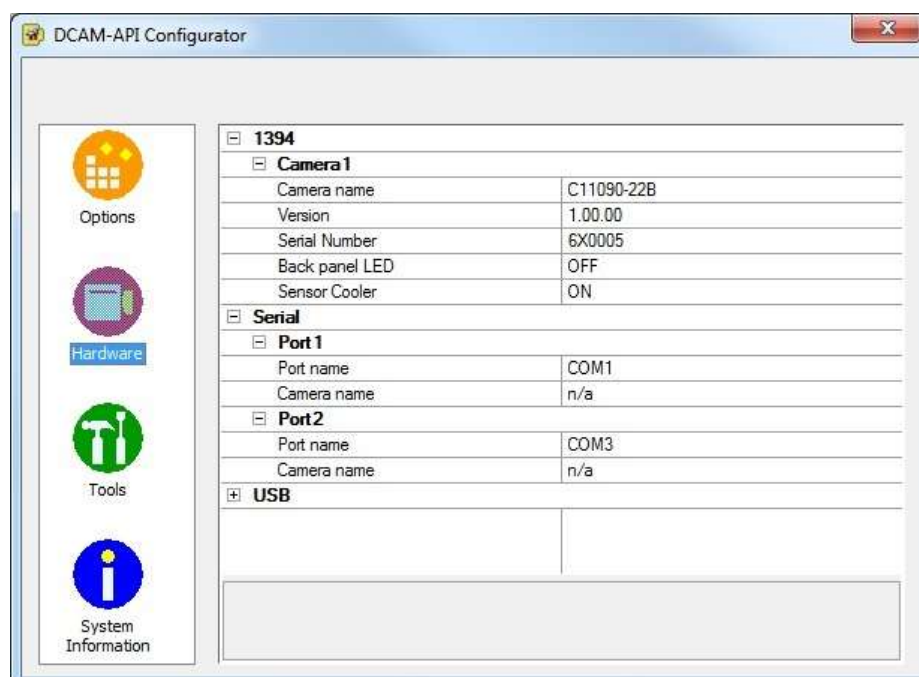 DCAM-API Configurator
Options
Hardware
Tools
System
Information
1394
Camera1
Camera name C11090-22B
Version 1.00.00
Serial Number 6X0005
Back panel LED OFF
Sensor Cooler ON
Serial
Port1
Port name COM1
Camera name n/a
Port2
Port name COM3
Camera name n/a
USB